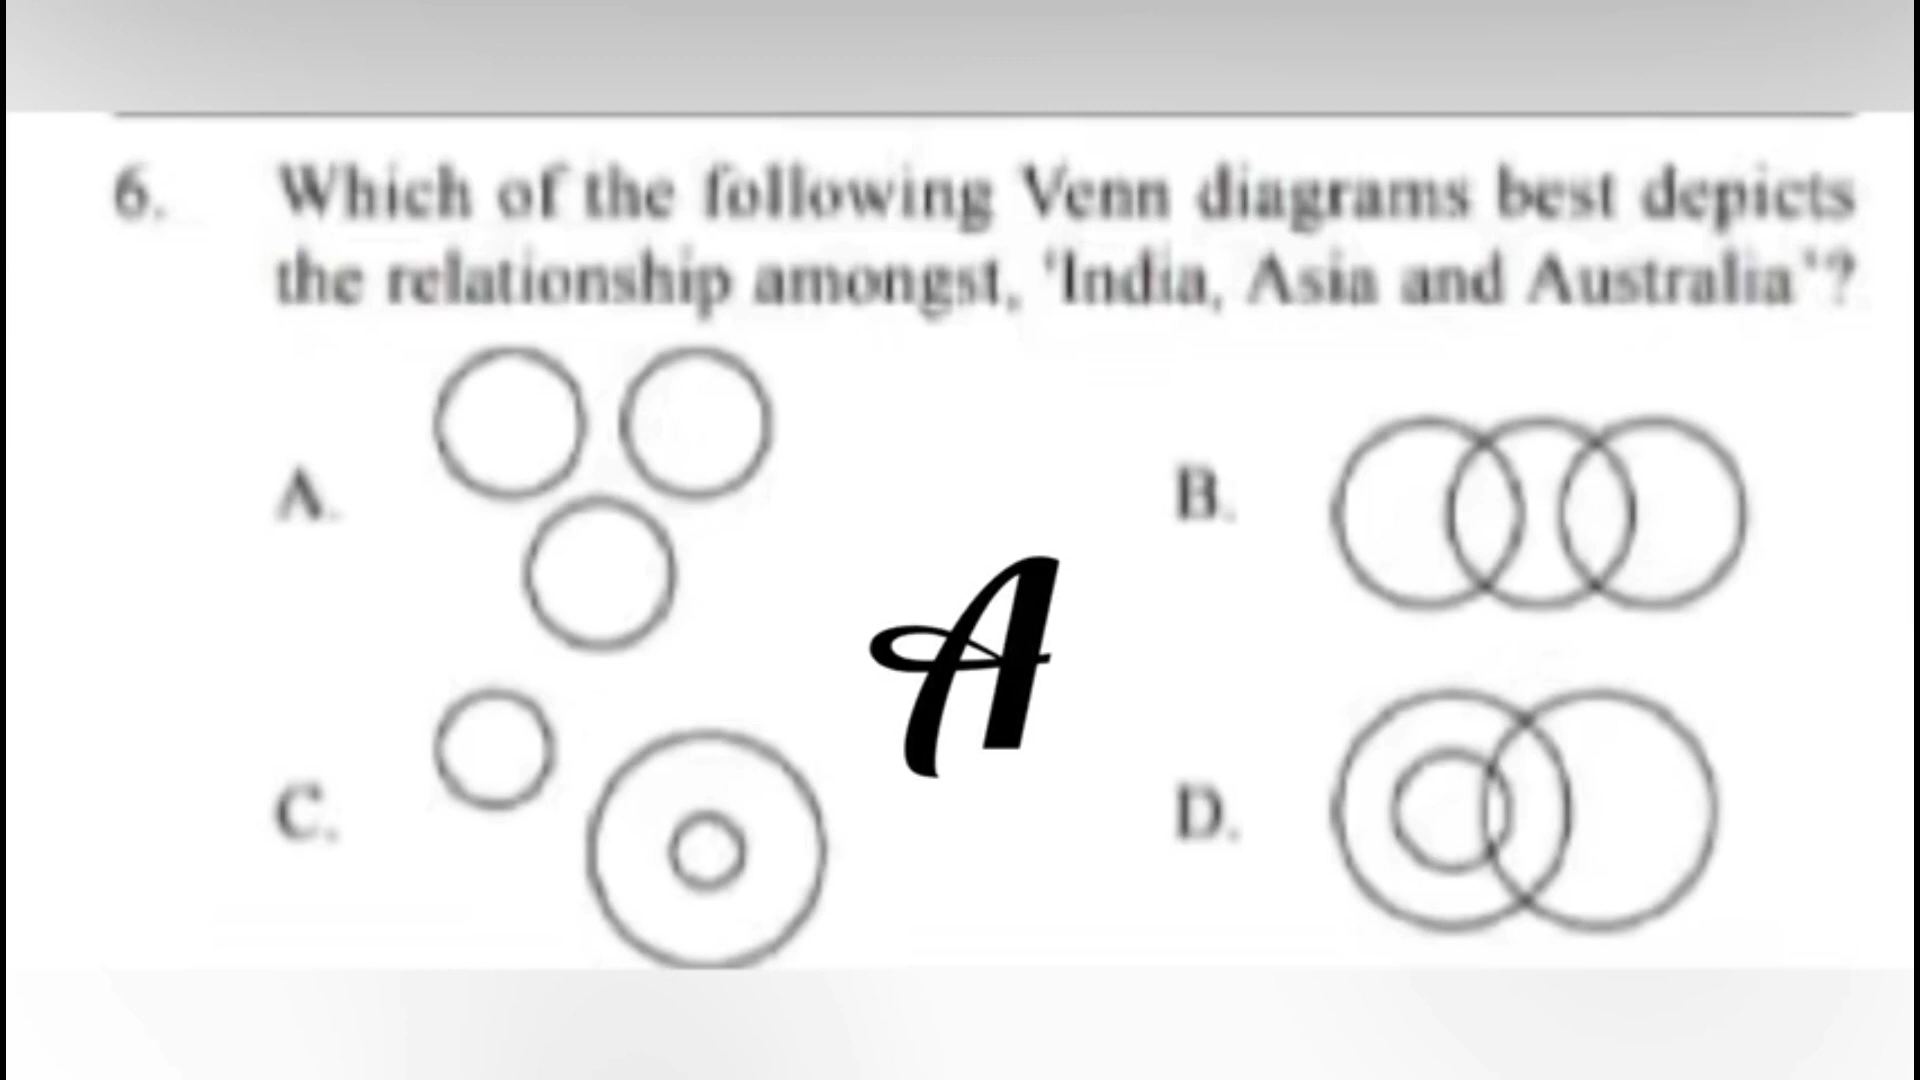 6. Which of the following Venn diagrams best depicts
the relationship amongst, 'India, Asia and Australia'?
A.
B.
A
C.
D.